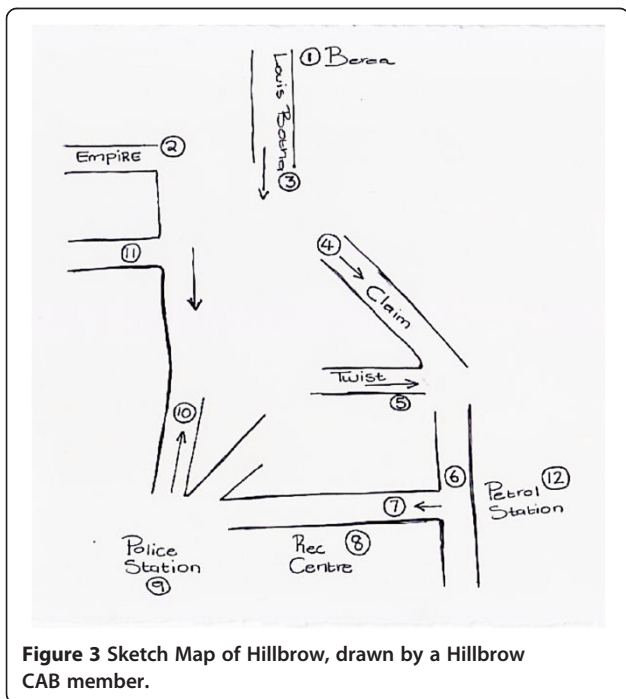 ① Berea
Louis Botha
EMPIRE ②
③
④
Claim
⑪
Twist
⑤
⑩
⑥
Petrol ⑫
Station
⑦
Rec ⑧
Centre
Police
Station
⑨
Figure 3 Sketch Map of Hillbrow, drawn by a Hillbrow
CAB member.